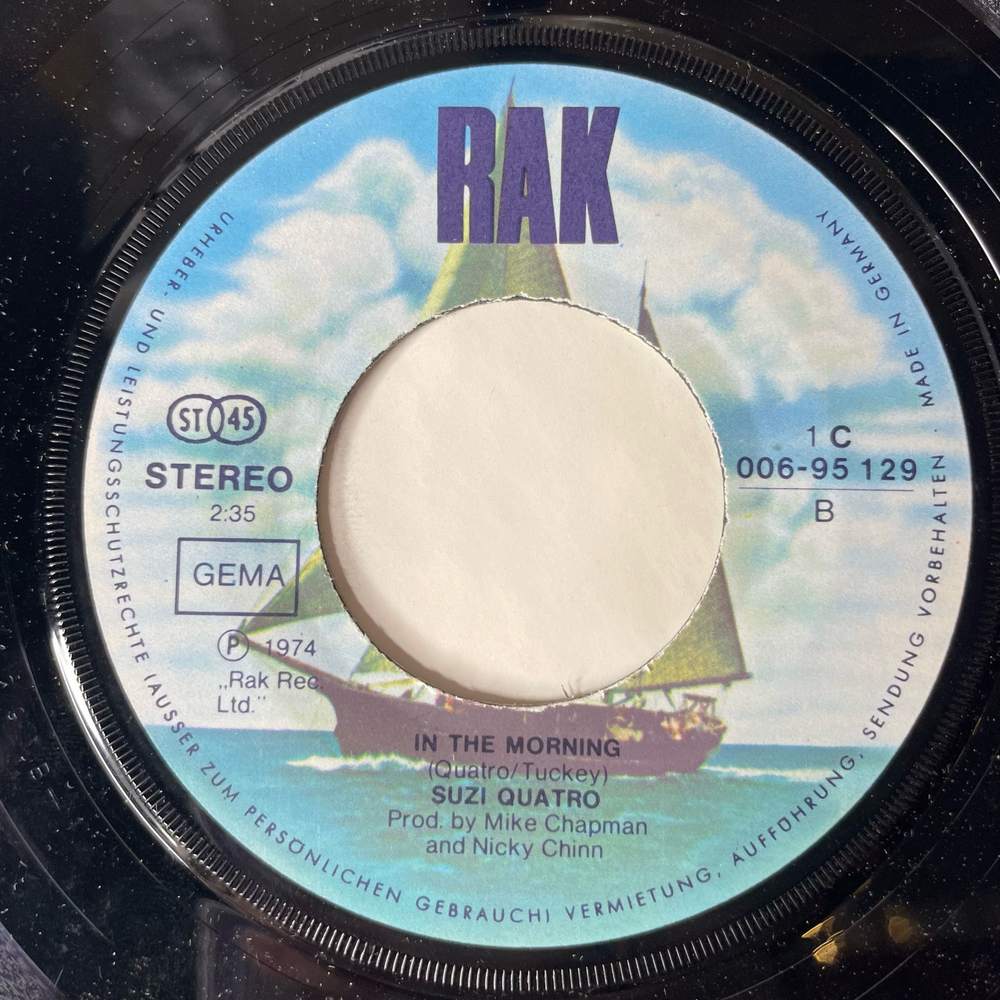 RAK
ST 45
STEREO
2:35
GEMA
Ⓟ 1974
„Rak Rec.
Ltd.”
1 C
006-95 129
B
IN THE MORNING
(Quatro/Tuckey)
SUZI QUATRO
Prod. by Mike Chapman
and Nicky Chinn
URHEBER- UND LEISTUNGSSCHUTZRECHTE (AUSSER ZUM PERSÖNLICHEN GEBRAUCH) VERMIETUNG, AUFFÜHRUNG, SENDUNG VORBEHALTEN · MADE IN GERMANY